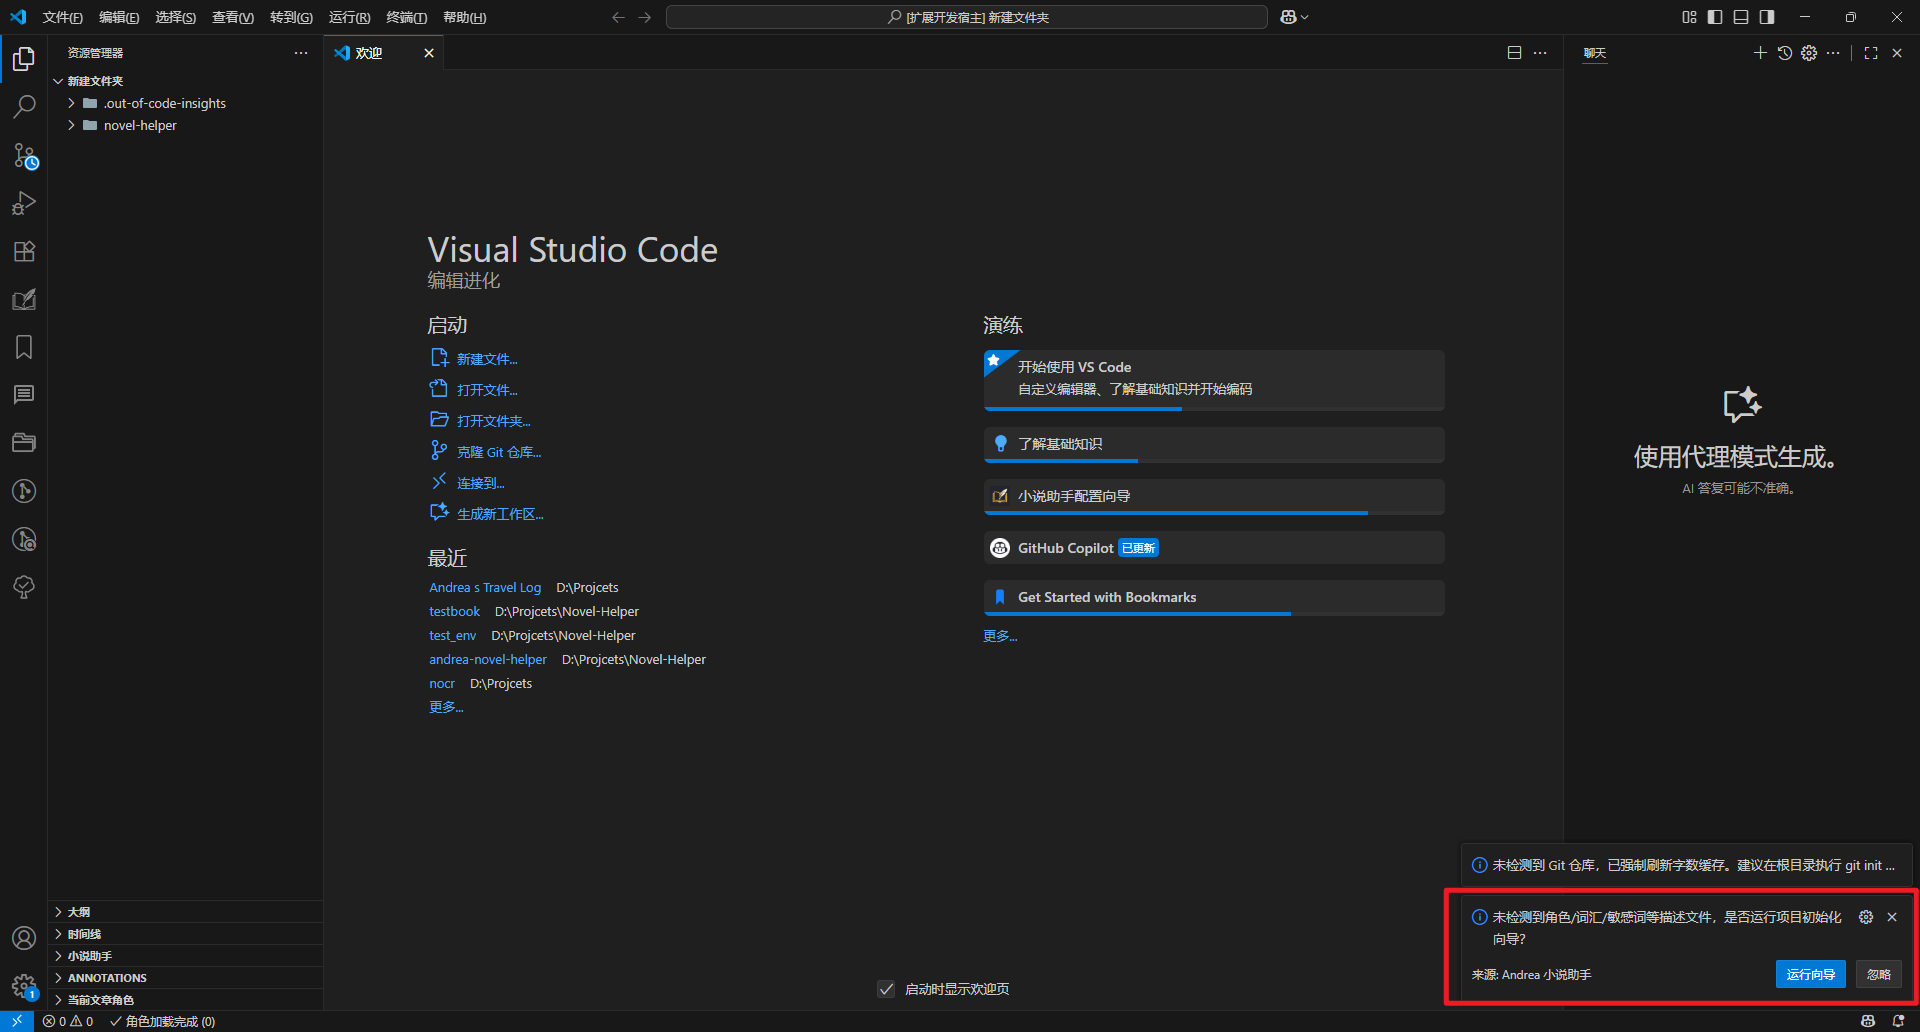 文件(F) 编辑(E) 选择(S) 查看(V) 转到(G) 运行(R) 终端(T) 帮助(H)
[扩展开发宿主] 新建文件夹
资源管理器
欢迎
聊天
新建文件夹
.out-of-code-insights
novel-helper
Visual Studio Code
编辑进化
启动
新建文件...
打开文件...
打开文件夹...
克隆 Git 仓库...
连接到...
生成新工作区...
最近
Andrea s Travel Log D:\Projcets
testbook D:\Projcets\Novel-Helper
test_env D:\Projcets\Novel-Helper
andrea-novel-helper D:\Projcets\Novel-Helper
nocr D:\Projcets
更多...
演练
开始使用 VS Code
自定义编辑器、了解基础知识并开始编码
了解基础知识
小说助手配置向导
GitHub Copilot 已更新
Get Started with Bookmarks
更多...
使用代理模式生成。
AI 答复可能不准确。
大纲
时间线
小说助手
ANNOTATIONS
当前文章角色
启动时显示欢迎页
未检测到 Git 仓库，已强制刷新字数缓存。建议在根目录执行 git init ...
未检测到角色/词汇/敏感词等描述文件，是否运行项目初始化
向导?
来源: Andrea 小说助手
运行向导
忽略
1
0 0 角色加载完成 (0)